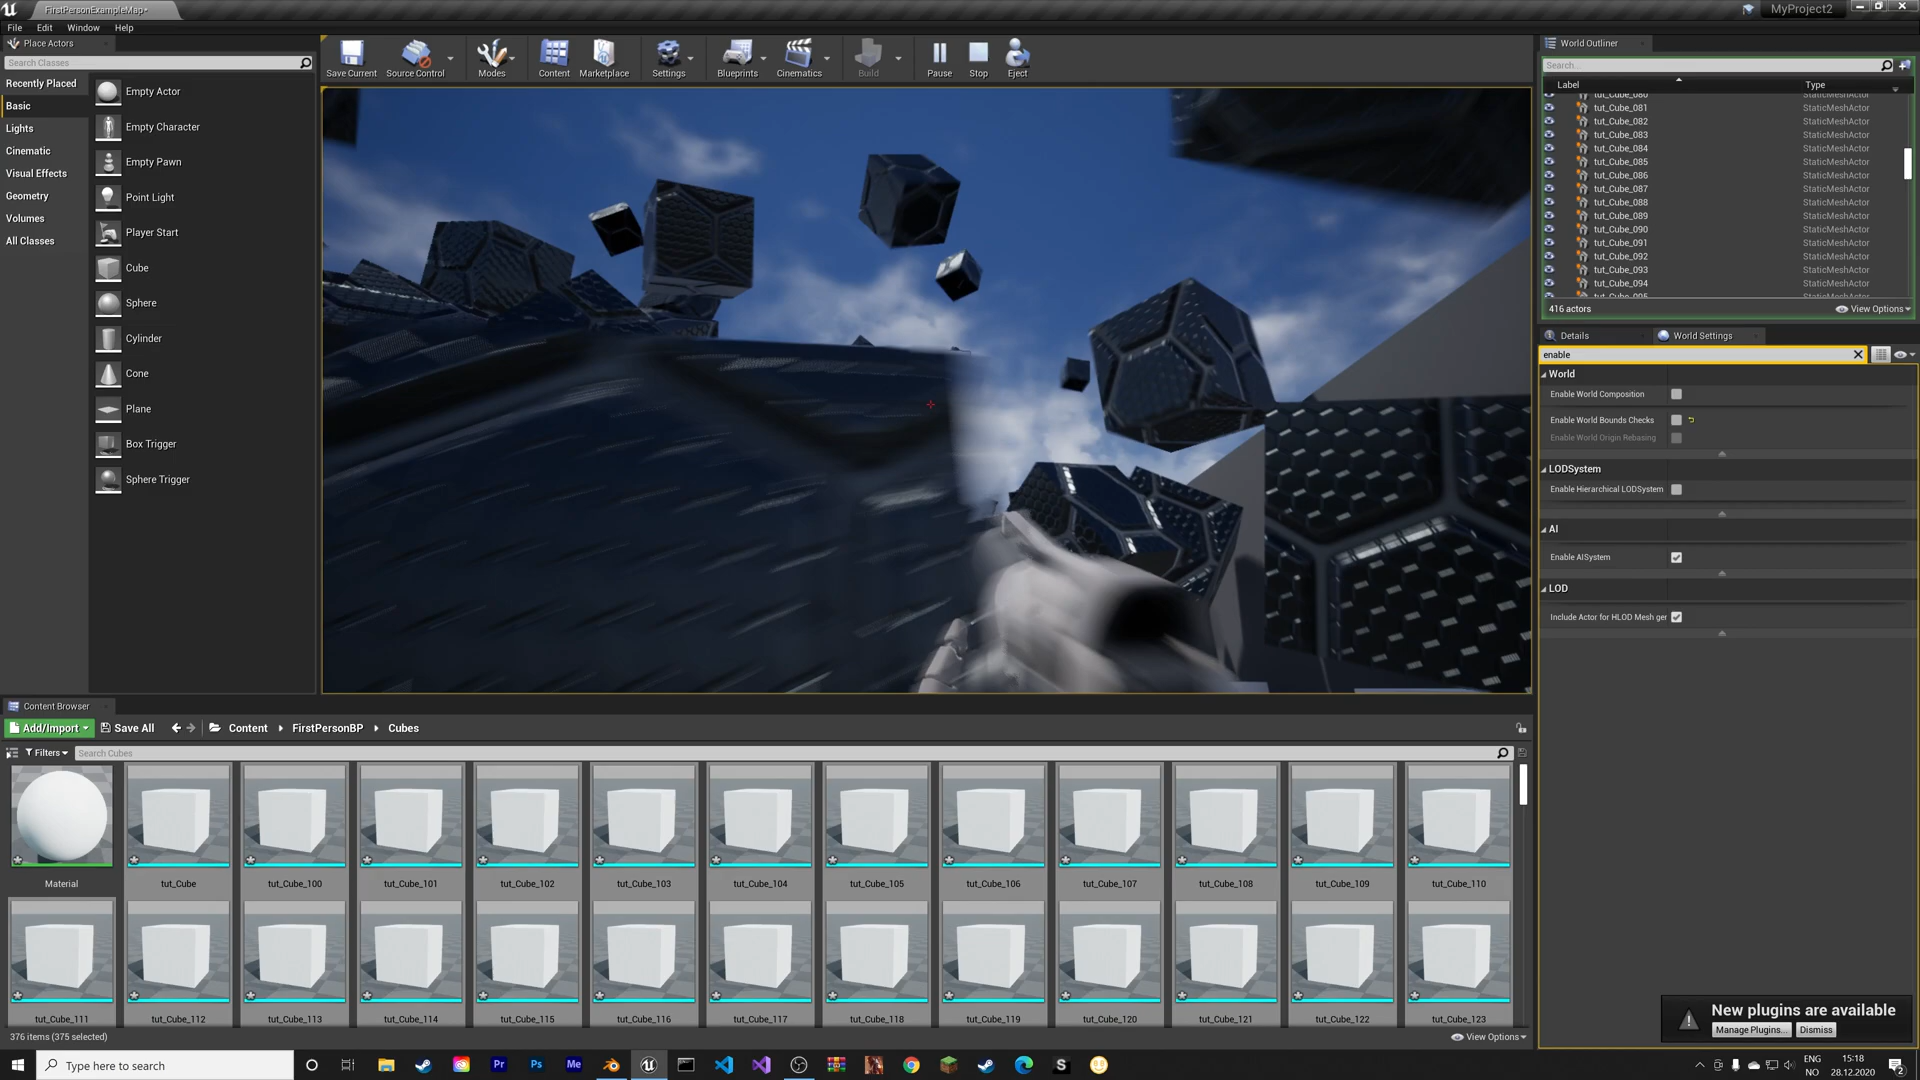 FirstPersonExampleMap•
MyProject2
File Edit Window Help
Place Actors
Search Classes
Recently Placed
Basic
Lights
Cinematic
Visual Effects
Geometry
Volumes
All Classes
Empty Actor
Empty Character
Empty Pawn
Point Light
Player Start
Cube
Sphere
Cylinder
Cone
Plane
Box Trigger
Sphere Trigger
Save Current Source Control Modes Content Marketplace Settings Blueprints Cinematics Build Pause Stop Eject
World Outliner
Search...
Label Type
tut_Cube_080 StaticMeshActor
tut_Cube_081 StaticMeshActor
tut_Cube_082 StaticMeshActor
tut_Cube_083 StaticMeshActor
tut_Cube_084 StaticMeshActor
tut_Cube_085 StaticMeshActor
tut_Cube_086 StaticMeshActor
tut_Cube_087 StaticMeshActor
tut_Cube_088 StaticMeshActor
tut_Cube_089 StaticMeshActor
tut_Cube_090 StaticMeshActor
tut_Cube_091 StaticMeshActor
tut_Cube_092 StaticMeshActor
tut_Cube_093 StaticMeshActor
tut_Cube_094 StaticMeshActor
tut_Cube_095 StaticMeshActor
416 actors View Options
Details World Settings
enable
World
Enable World Composition
Enable World Bounds Checks
Enable World Origin Rebasing
LODSystem
Enable Hierarchical LODSystem
AI
Enable AISystem
LOD
Include Actor for HLOD Mesh ger
Content Browser
Add/Import Save All Content FirstPersonBP Cubes
Filters Search Cubes
Material tut_Cube tut_Cube_100 tut_Cube_101 tut_Cube_102 tut_Cube_103 tut_Cube_104 tut_Cube_105 tut_Cube_106 tut_Cube_107 tut_Cube_108 tut_Cube_109 tut_Cube_110
tut_Cube_111 tut_Cube_112 tut_Cube_113 tut_Cube_114 tut_Cube_115 tut_Cube_116 tut_Cube_117 tut_Cube_118 tut_Cube_119 tut_Cube_120 tut_Cube_121 tut_Cube_122 tut_Cube_123
376 items (375 selected) View Options
New plugins are available
Manage Plugins... Dismiss
Type here to search
Pr Ps Me S
ENG
NO
15:18
28.12.2020
2